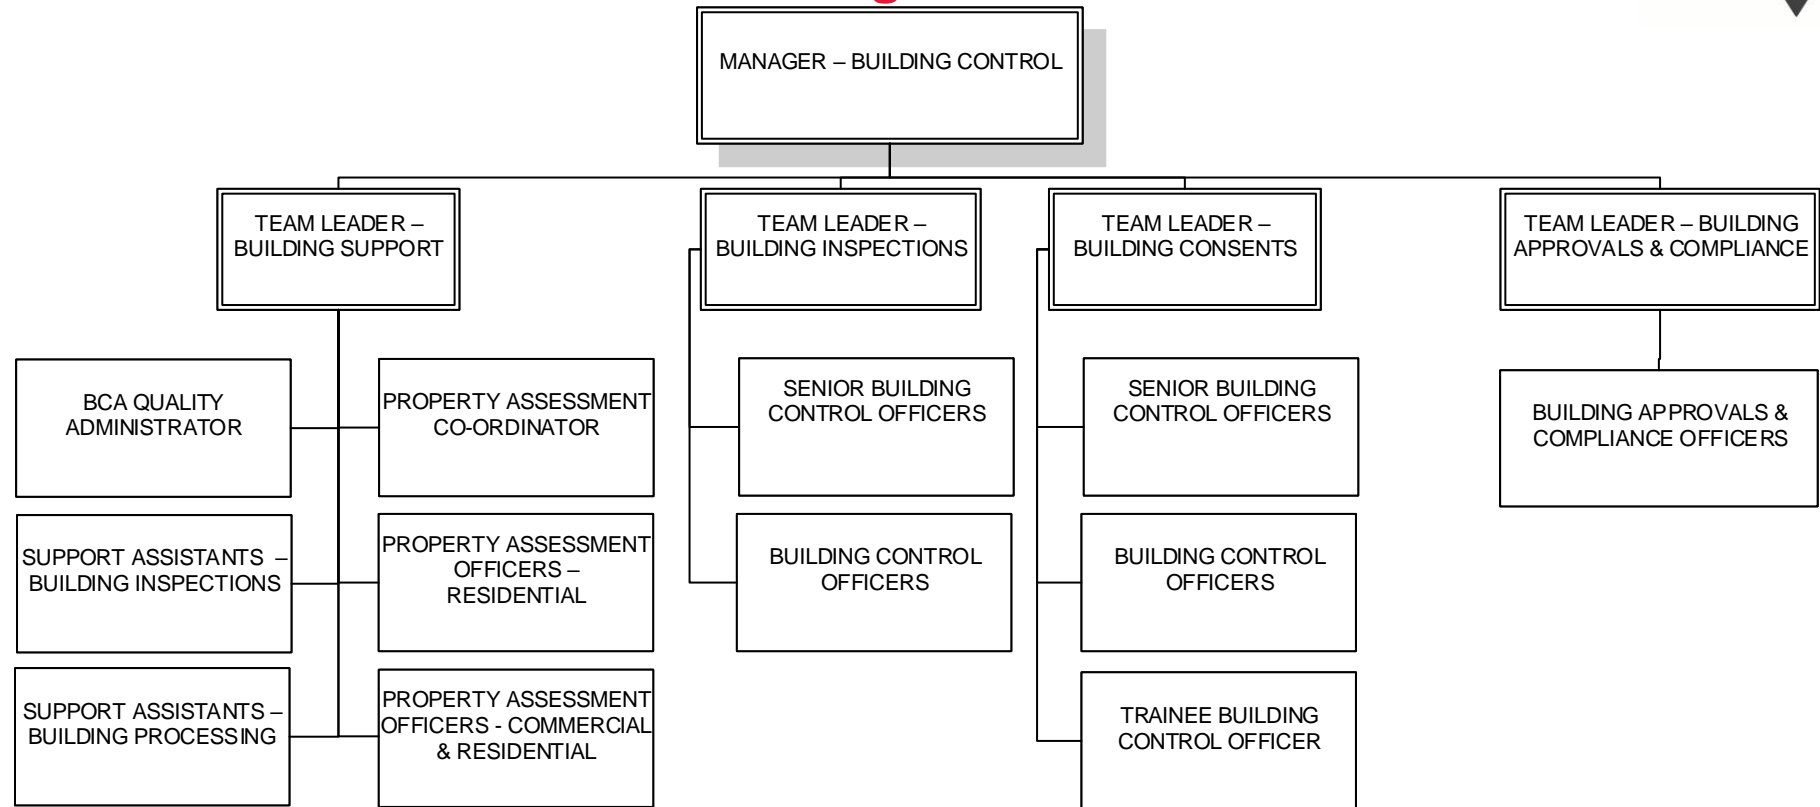 MANAGER – BUILDING CONTROL
TEAM LEADER –
BUILDING SUPPORT
TEAM LEADER –
BUILDING INSPECTIONS
TEAM LEADER –
BUILDING CONSENTS
TEAM LEADER – BUILDING
APPROVALS & COMPLIANCE
BCA QUALITY
ADMINISTRATOR
PROPERTY ASSESSMENT
CO-ORDINATOR
SENIOR BUILDING
CONTROL OFFICERS
SENIOR BUILDING
CONTROL OFFICERS
BUILDING APPROVALS &
COMPLIANCE OFFICERS
SUPPORT ASSISTANTS –
BUILDING INSPECTIONS
PROPERTY ASSESSMENT
OFFICERS –
RESIDENTIAL
BUILDING CONTROL
OFFICERS
BUILDING CONTROL
OFFICERS
SUPPORT ASSISTANTS –
BUILDING PROCESSING
PROPERTY ASSESSMENT
OFFICERS - COMMERCIAL
& RESIDENTIAL
TRAINEE BUILDING
CONTROL OFFICER